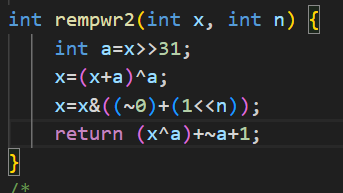 int rempwr2(int x, int n) {
    int a=x>>31;
    x=(x+a)^a;
    x=x&((~0)+(1<<n));
    return (x^a)+~a+1;
}
/*